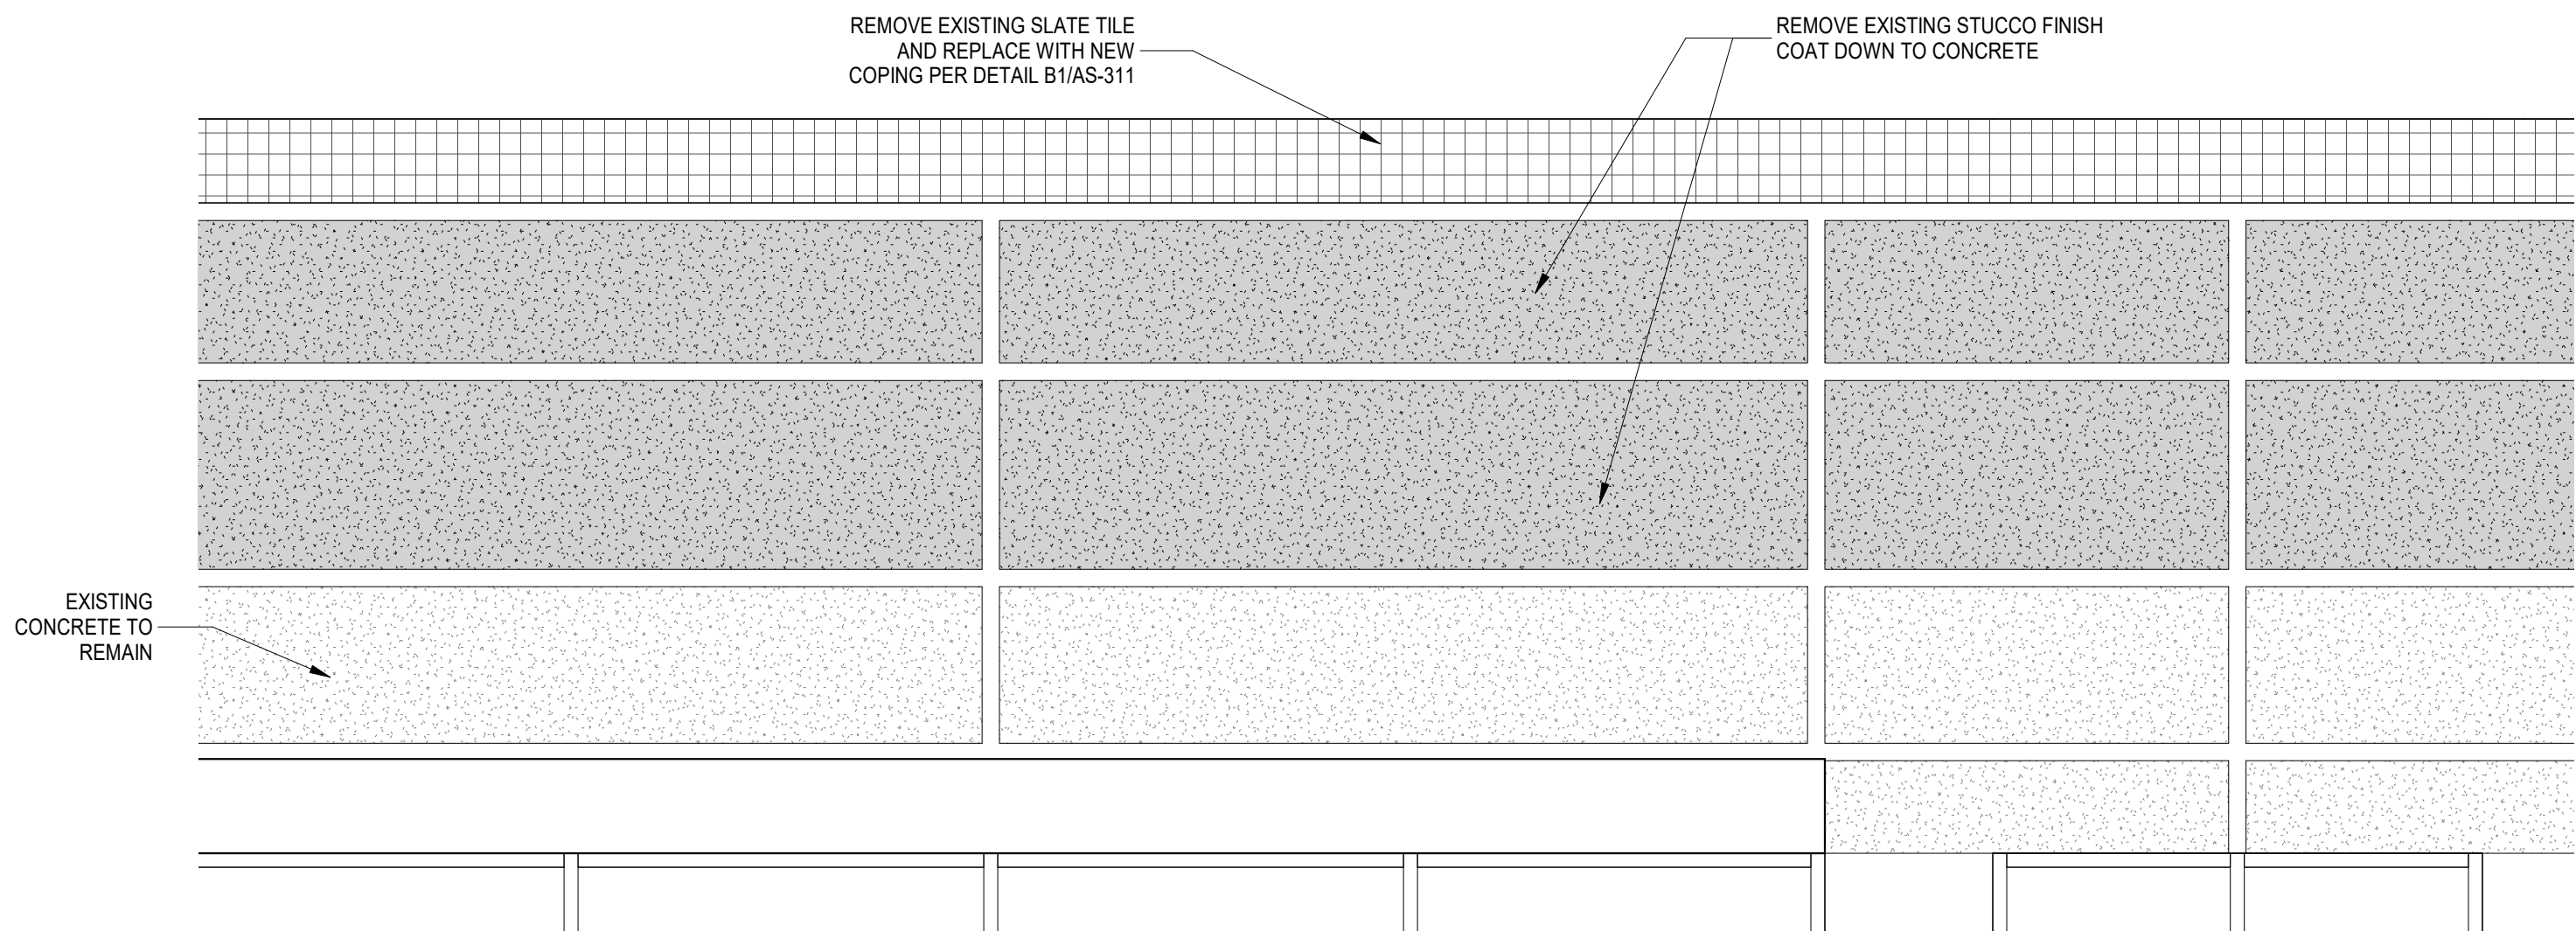 REMOVE EXISTING SLATE TILE
AND REPLACE WITH NEW
COPING PER DETAIL B1/AS-311
REMOVE EXISTING STUCCO FINISH
COAT DOWN TO CONCRETE
EXISTING
CONCRETE TO
REMAIN